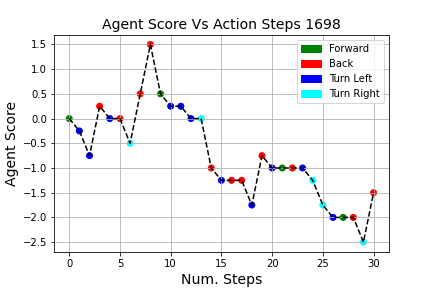 Agent Score Vs Action Steps 1698
1.5
1.0
0.5
0.0
−0.5
−1.0
−1.5
−2.0
−2.5
Agent Score
Forward
Back
Turn Left
Turn Right
0 5 10 15 20 25 30
Num. Steps